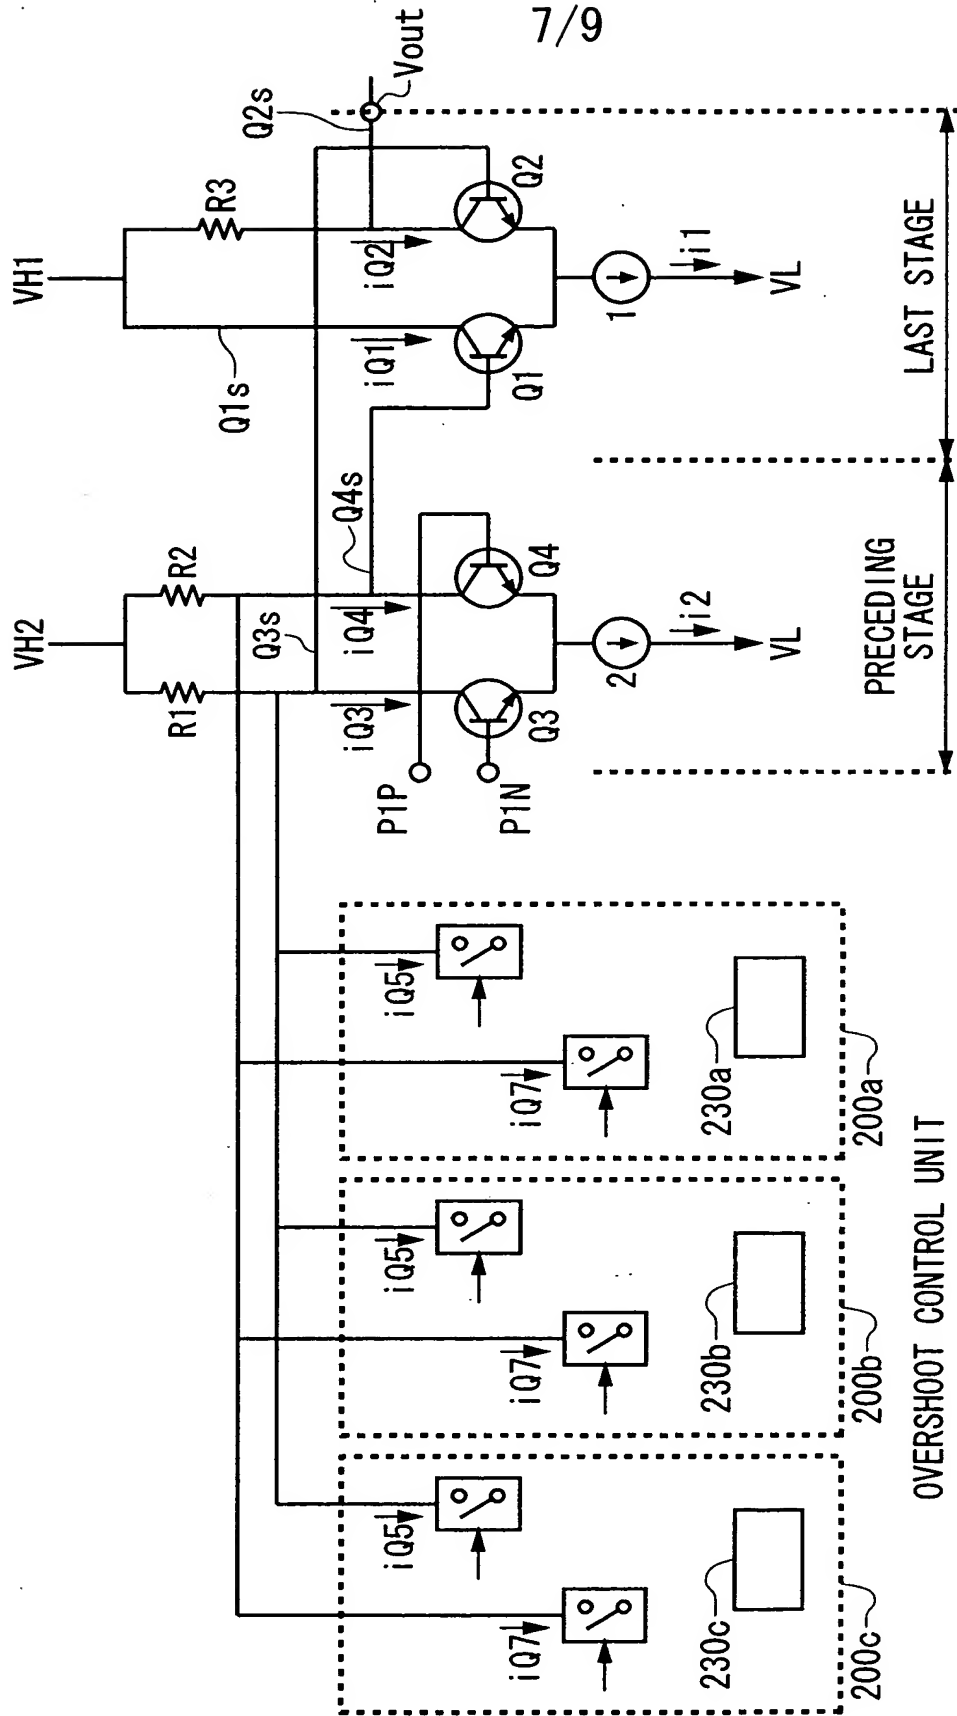 7/9
VH1
R3
Q1s
Q2s
Vout
iQ1
iQ2
Q1
Q2
1
i1
VL
LAST STAGE
VH2
R1
R2
Q3s
Q4s
iQ3
iQ4
P1P
P1N
Q3
Q4
2
i2
VL
PRECEDING
STAGE
iQ5
iQ7
230a
200a
iQ5
iQ7
230b
200b
iQ5
iQ7
230c
200c
OVERSHOOT CONTROL UNIT